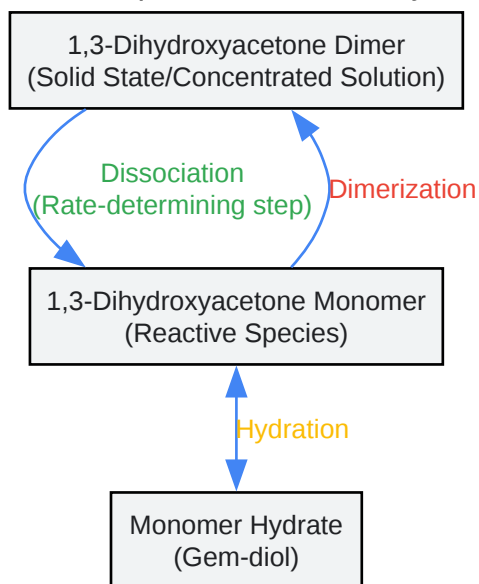 1,3-Dihydroxyacetone Dimer
(Solid State/Concentrated Solution)
Dissociation
(Rate-determining step)
Dimerization
1,3-Dihydroxyacetone Monomer
(Reactive Species)
Hydration
Monomer Hydrate
(Gem-diol)